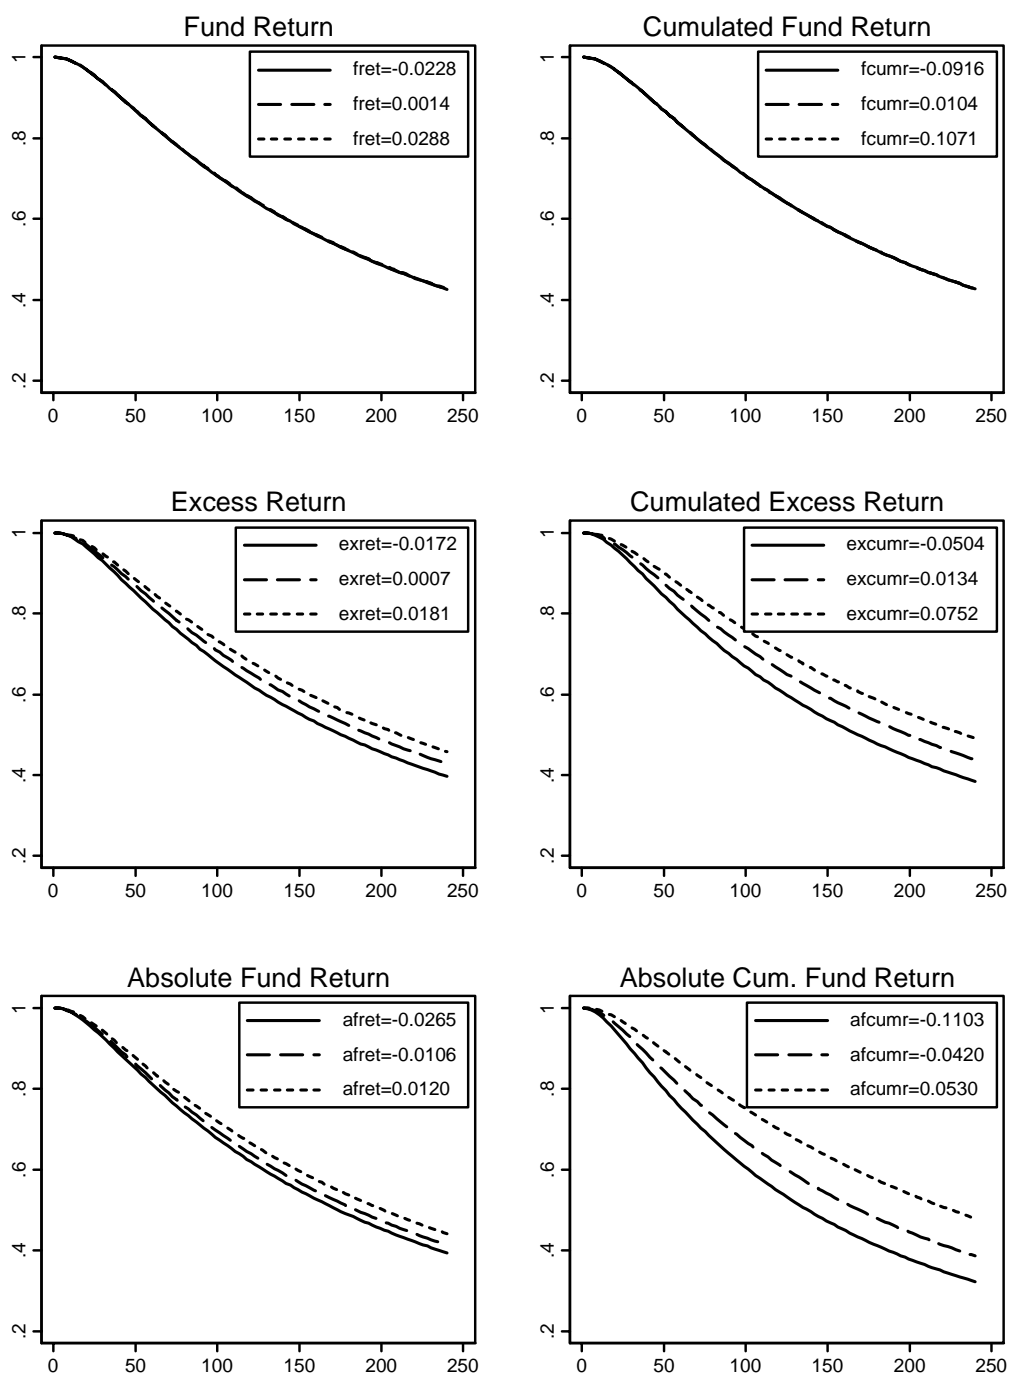 Fund Return
fret=-0.0228
fret=0.0014
fret=0.0288
1
.8
.6
.4
.2
0 50 100 150 200 250
Cumulated Fund Return
fcumr=-0.0916
fcumr=0.0104
fcumr=0.1071
1
.8
.6
.4
.2
0 50 100 150 200 250
Excess Return
exret=-0.0172
exret=0.0007
exret=0.0181
1
.8
.6
.4
.2
0 50 100 150 200 250
Cumulated Excess Return
excumr=-0.0504
excumr=0.0134
excumr=0.0752
1
.8
.6
.4
.2
0 50 100 150 200 250
Absolute Fund Return
afret=-0.0265
afret=-0.0106
afret=0.0120
1
.8
.6
.4
.2
0 50 100 150 200 250
Absolute Cum. Fund Return
afcumr=-0.1103
afcumr=-0.0420
afcumr=0.0530
1
.8
.6
.4
.2
0 50 100 150 200 250